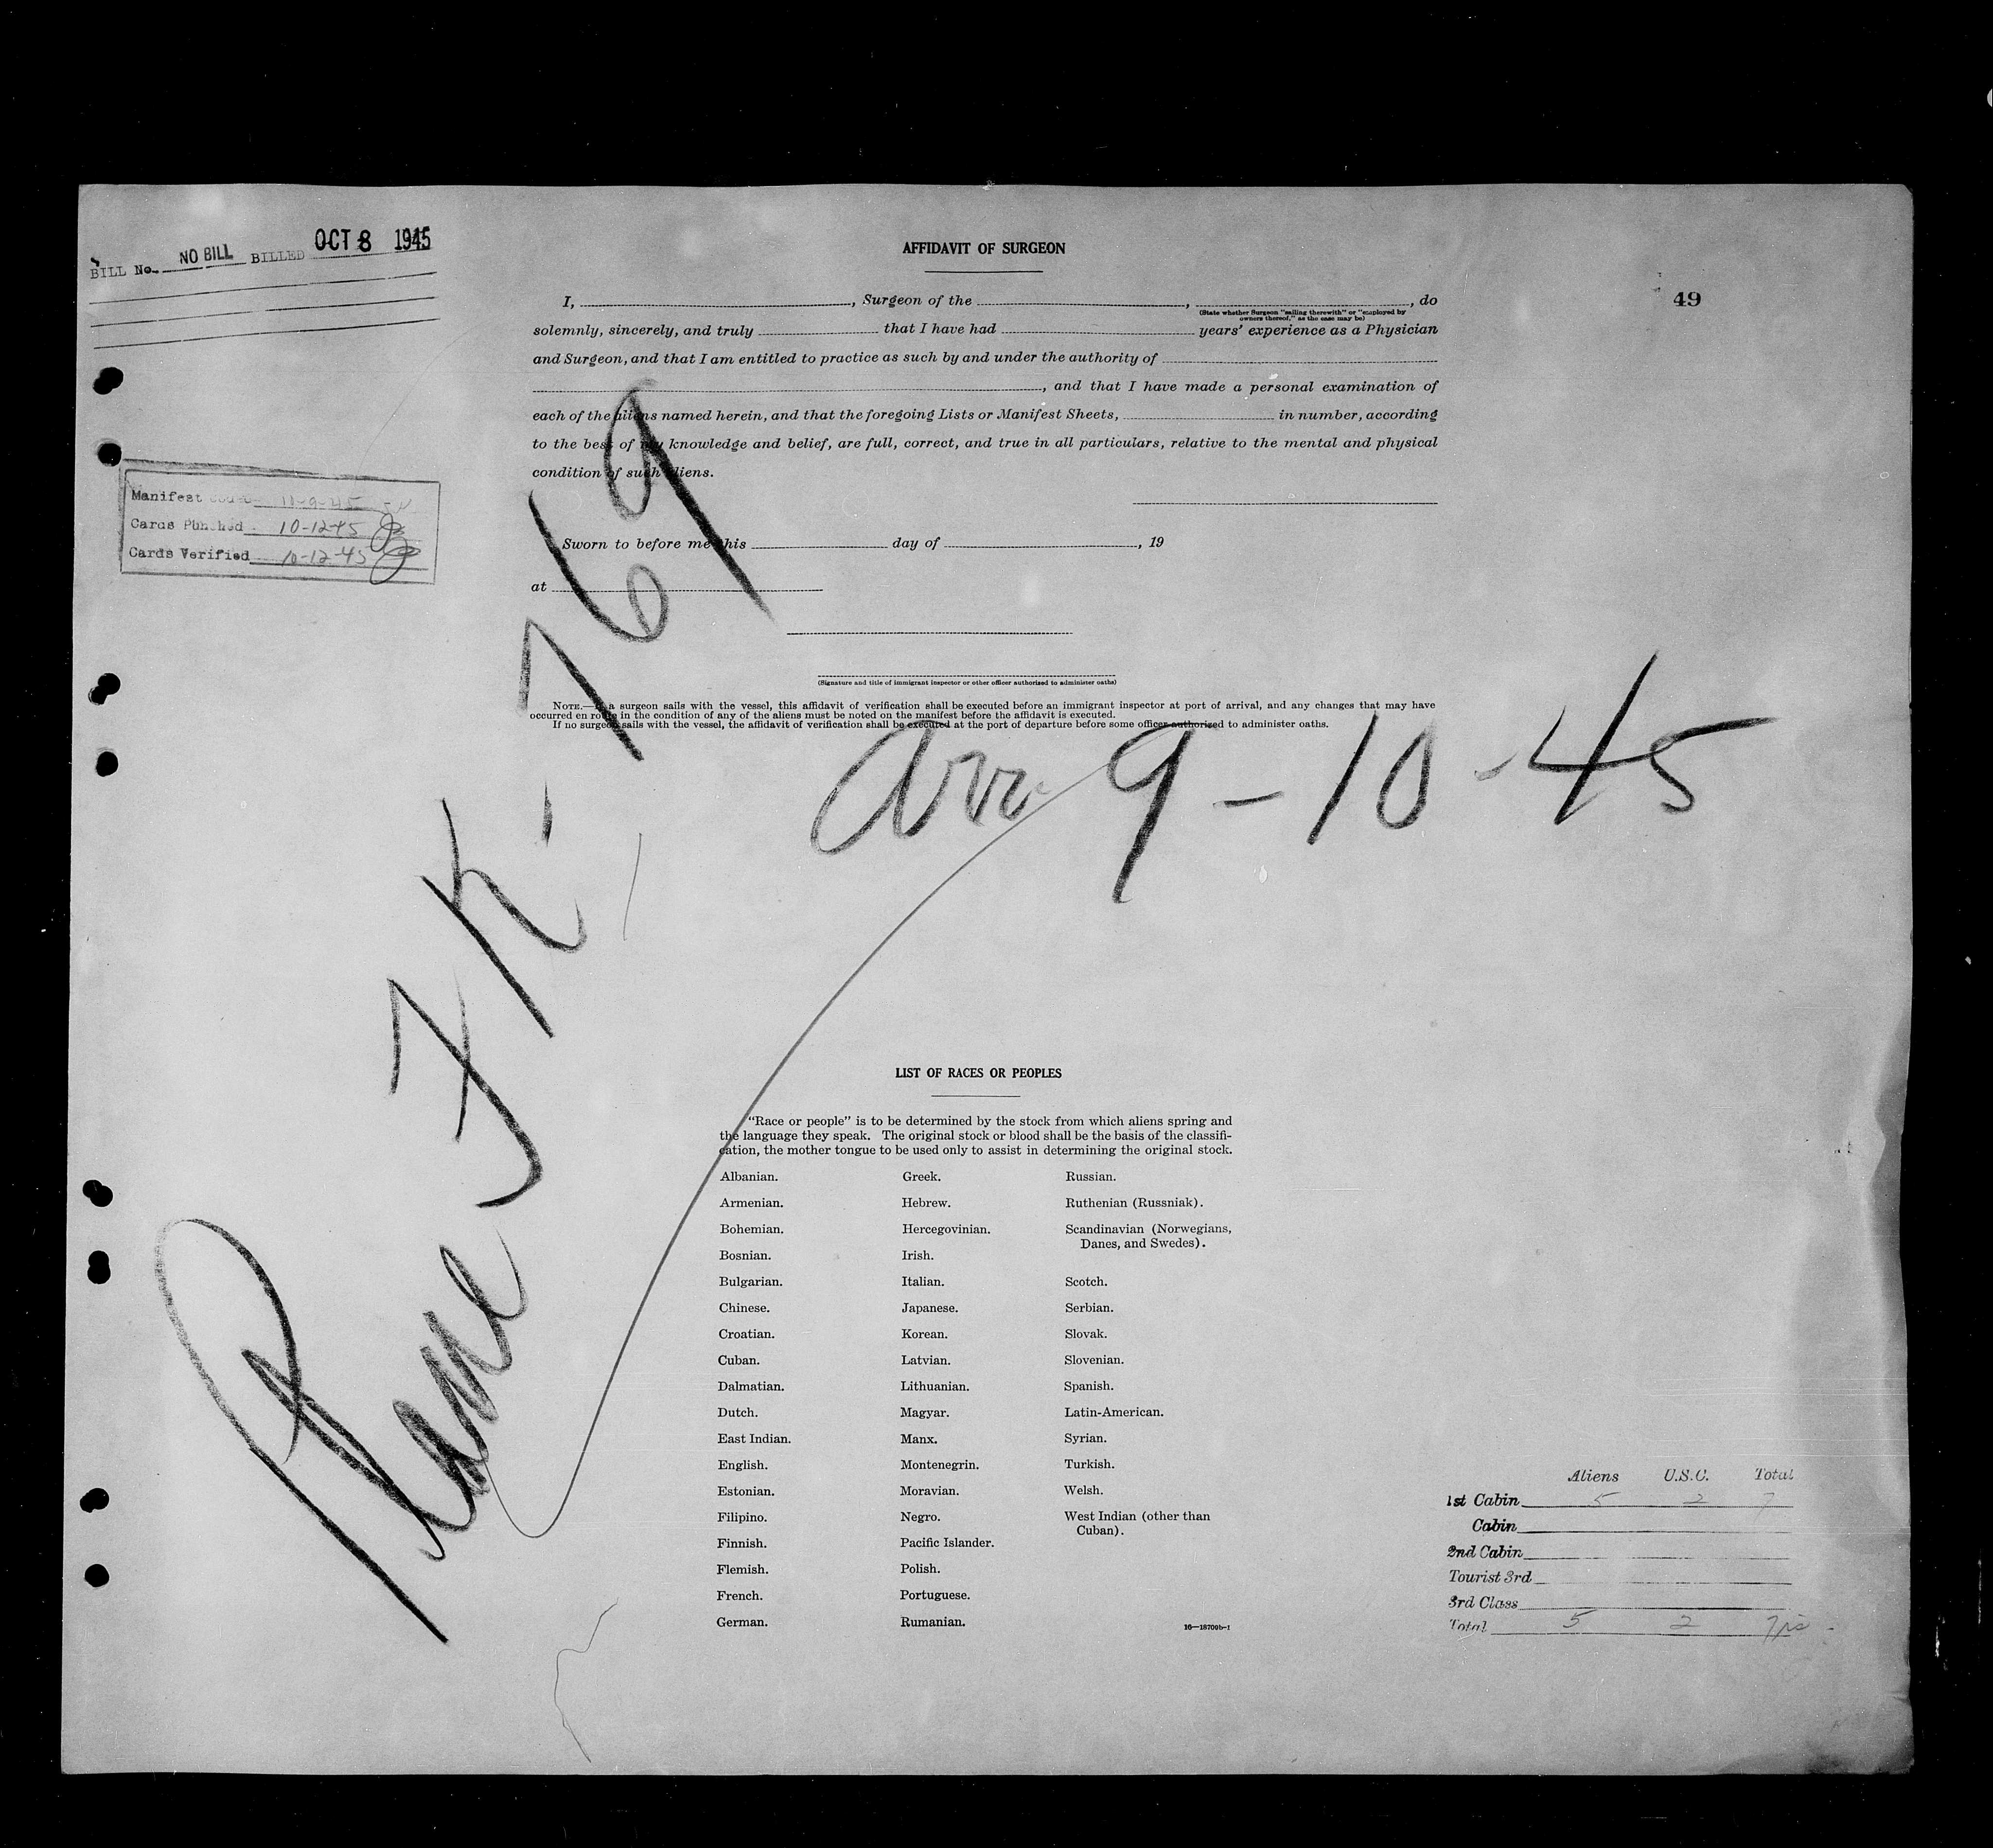 BILL No. NO BILL BILLED OCT 8 1945
AFFIDAVIT OF SURGEON
49
I, , Surgeon of the , , do
(State whether Surgeon "sailing therewith" or "employed by
owners thereof," as the case may be)
solemnly, sincerely, and truly that I have had years' experience as a Physician
and Surgeon, and that I am entitled to practice as such by and under the authority of
, and that I have made a personal examination of
each of the aliens named herein, and that the foregoing Lists or Manifest Sheets, in number, according
to the best of my knowledge and belief, are full, correct, and true in all particulars, relative to the mental and physical
condition of such aliens.
Manifest 10-9-45
Cards Punched 10-12-45
Cards Verified 10-12-45
Sworn to before me this day of , 19
at
(Signature and title of immigrant inspector or other officer authorized to administer oaths)
NOTE.—If a surgeon sails with the vessel, this affidavit of verification shall be executed before an immigrant inspector at port of arrival, and any changes that may have
occurred en route in the condition of any of the aliens must be noted on the manifest before the affidavit is executed.
If no surgeon sails with the vessel, the affidavit of verification shall be executed at the port of departure before some officer authorized to administer oaths.
Plane JK-769
Arr 9-10-45
LIST OF RACES OR PEOPLES
"Race or people" is to be determined by the stock from which aliens spring and
the language they speak. The original stock or blood shall be the basis of the classifi-
cation, the mother tongue to be used only to assist in determining the original stock.
Albanian.
Armenian.
Bohemian.
Bosnian.
Bulgarian.
Chinese.
Croatian.
Cuban.
Dalmatian.
Dutch.
East Indian.
English.
Estonian.
Filipino.
Finnish.
Flemish.
French.
German.
Greek.
Hebrew.
Hercegovinian.
Irish.
Italian.
Japanese.
Korean.
Latvian.
Lithuanian.
Magyar.
Manx.
Montenegrin.
Moravian.
Negro.
Pacific Islander.
Polish.
Portuguese.
Rumanian.
Russian.
Ruthenian (Russniak).
Scandinavian (Norwegians,
Danes, and Swedes).
Scotch.
Serbian.
Slovak.
Slovenian.
Spanish.
Latin-American.
Syrian.
Turkish.
Welsh.
West Indian (other than
Cuban).
16—18709b-1
Aliens U.S.C. Total
1st Cabin 5 2 7
Cabin
2nd Cabin
Tourist 3rd
3rd Class
Total 5 2 7